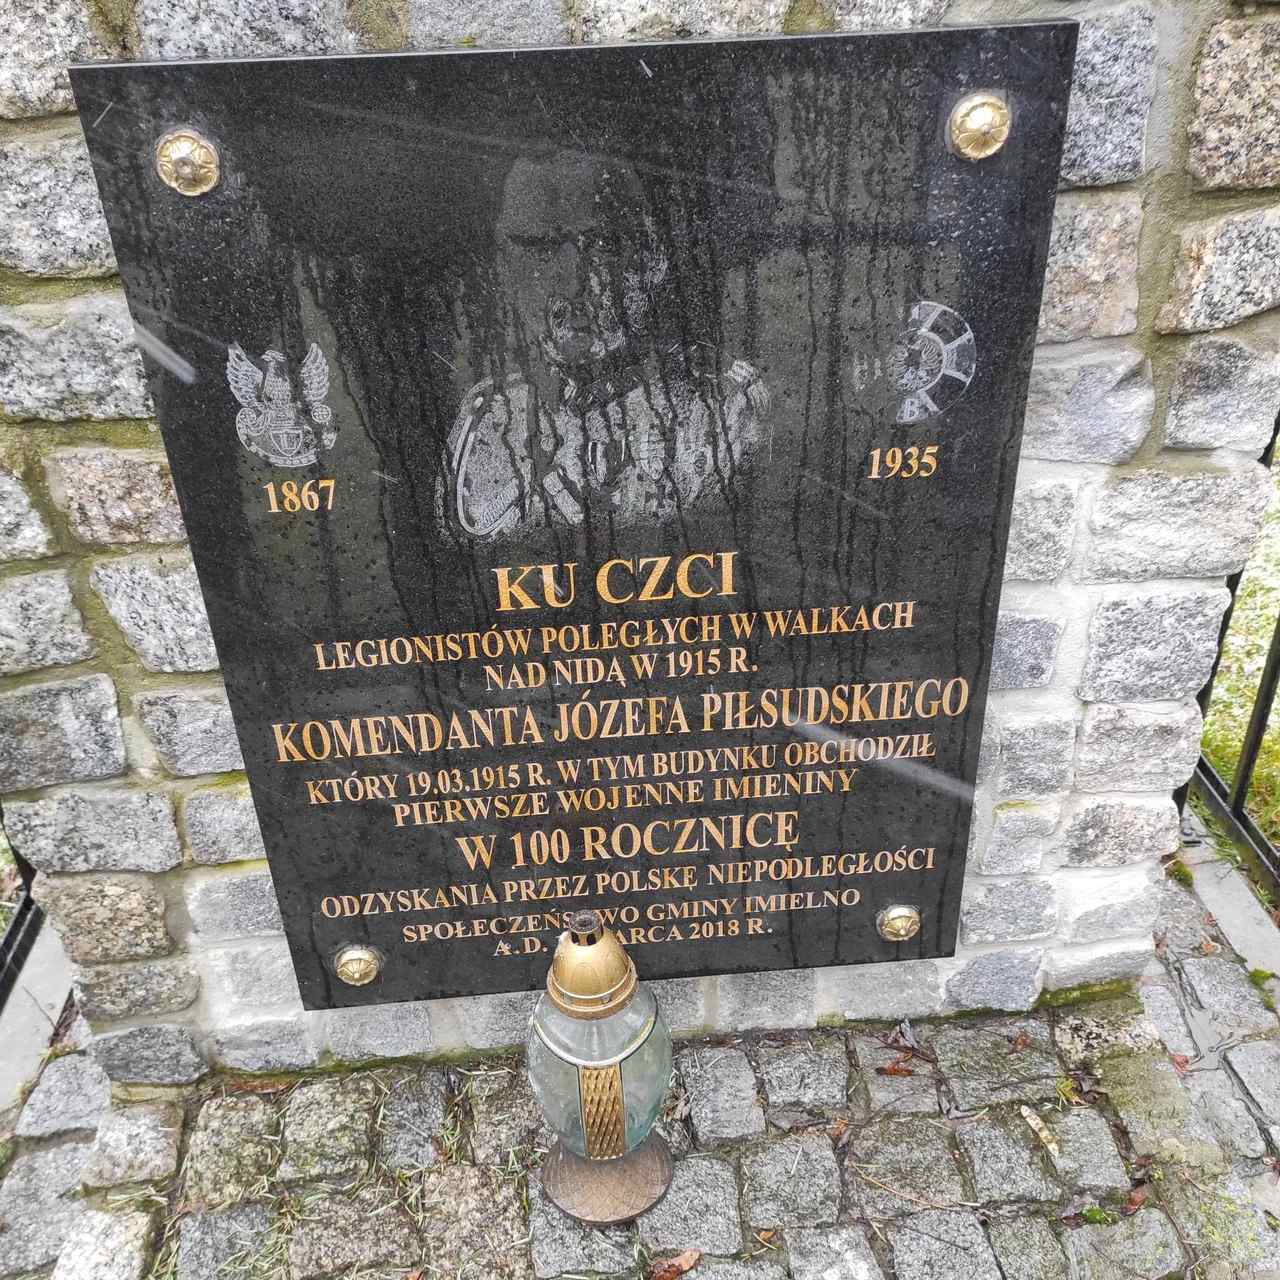 1867
1935
KU CZCI
LEGIONISTÓW POLEGŁYCH W WALKACH
NAD NIDĄ W 1915 R.
KOMENDANTA JÓZEFA PIŁSUDSKIEGO
KTÓRY 19.03.1915 R. W TYM BUDYNKU OBCHODZIŁ
PIERWSZE WOJENNE IMIENINY
W 100 ROCZNICĘ
ODZYSKANIA PRZEZ POLSKĘ NIEPODLEGŁOŚCI
GMINY IMIELNO
A.D. 2018 R.